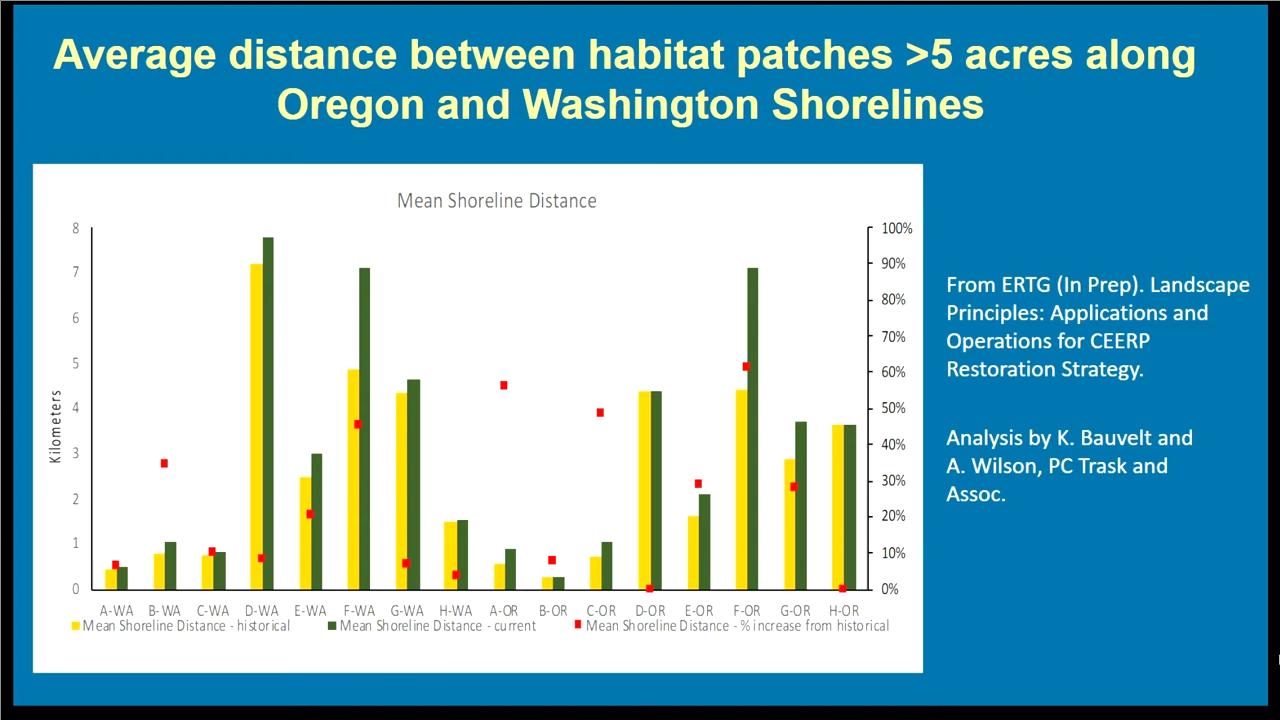 Average distance between habitat patches >5 acres along
Oregon and Washington Shorelines
Mean Shoreline Distance
8
7
6
5
4
3
2
1
0
Kilometers
100%
90%
80%
70%
60%
50%
40%
30%
20%
10%
0%
A-WA B-WA C-WA D-WA E-WA F-WA G-WA H-WA A-OR B-OR C-OR D-OR E-OR F-OR G-OR H-OR
Mean Shoreline Distance - historical Mean Shoreline Distance - current Mean Shoreline Distance - % increase from historical
From ERTG (In Prep). Landscape
Principles: Applications and
Operations for CEERP
Restoration Strategy.
Analysis by K. Bauvelt and
A. Wilson, PC Trask and
Assoc.